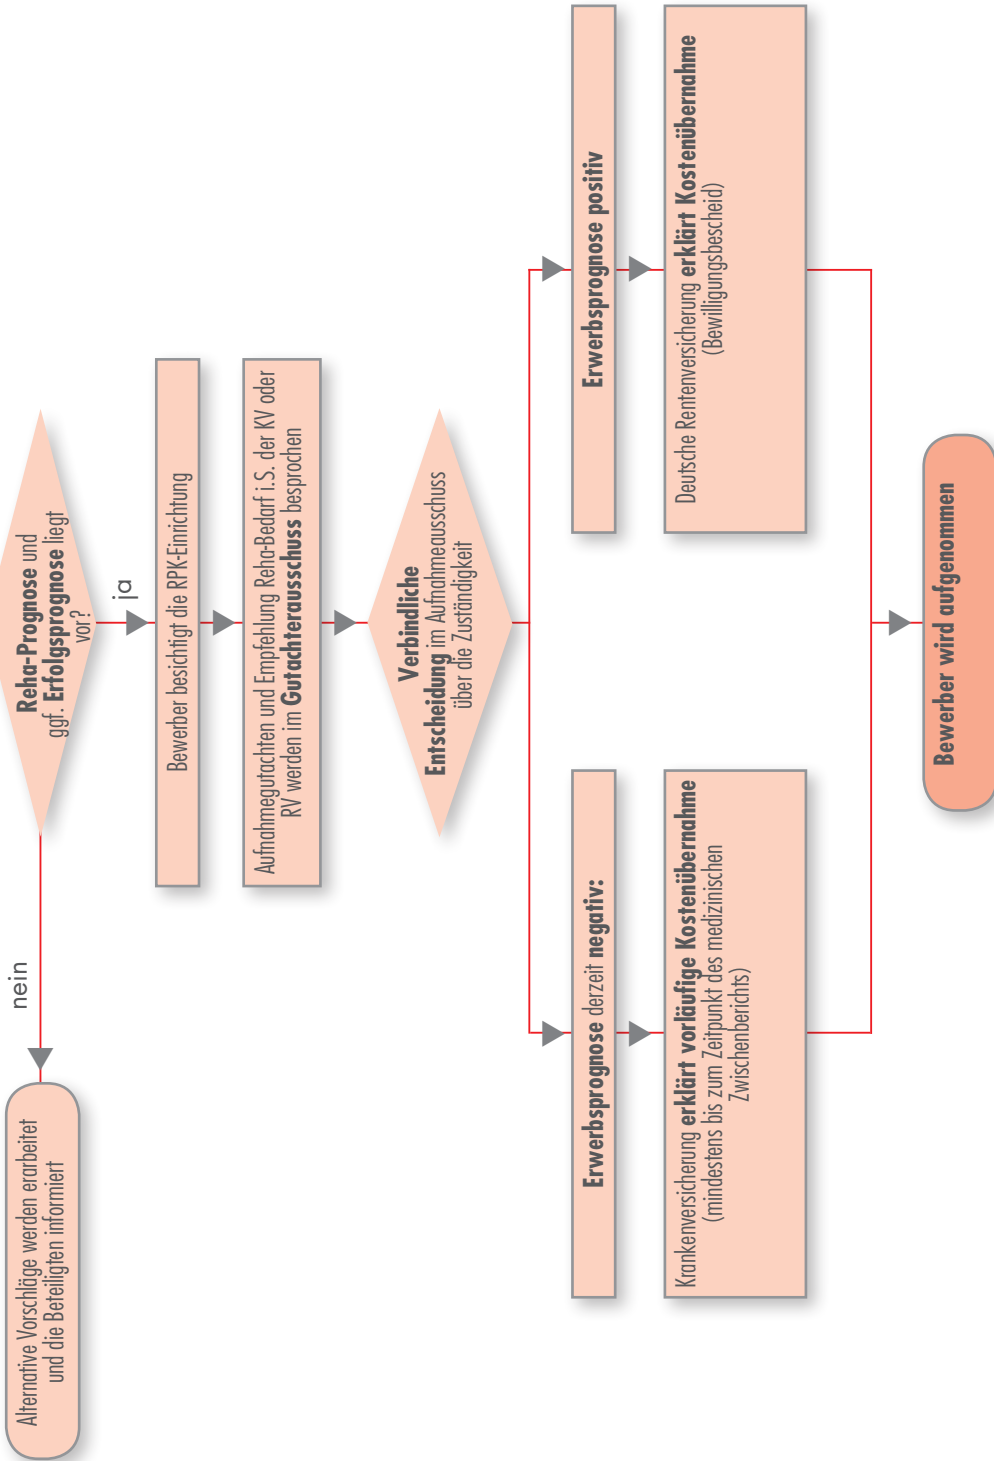 Reha-Prognose und
ggf. Erfolgsprognose liegt
vor?
nein
ja
Alternative Vorschläge werden erarbeitet
und die Beteiligten informiert
Bewerber besichtigt die RPK-Einrichtung
Aufnahmegutachten und Empfehlung Reha-Bedarf i.S. der KV oder
RV werden im Gutachterausschuss besprochen
Verbindliche
Entscheidung im Aufnahmeausschuss
über die Zuständigkeit
Erwerbsprognose derzeit negativ:
Krankenversicherung erklärt vorläufige Kostenübernahme
(mindestens bis zum Zeitpunkt des medizinischen
Zwischenberichts)
Erwerbsprognose positiv
Deutsche Rentenversicherung erklärt Kostenübernahme
(Bewilligungsbescheid)
Bewerber wird aufgenommen